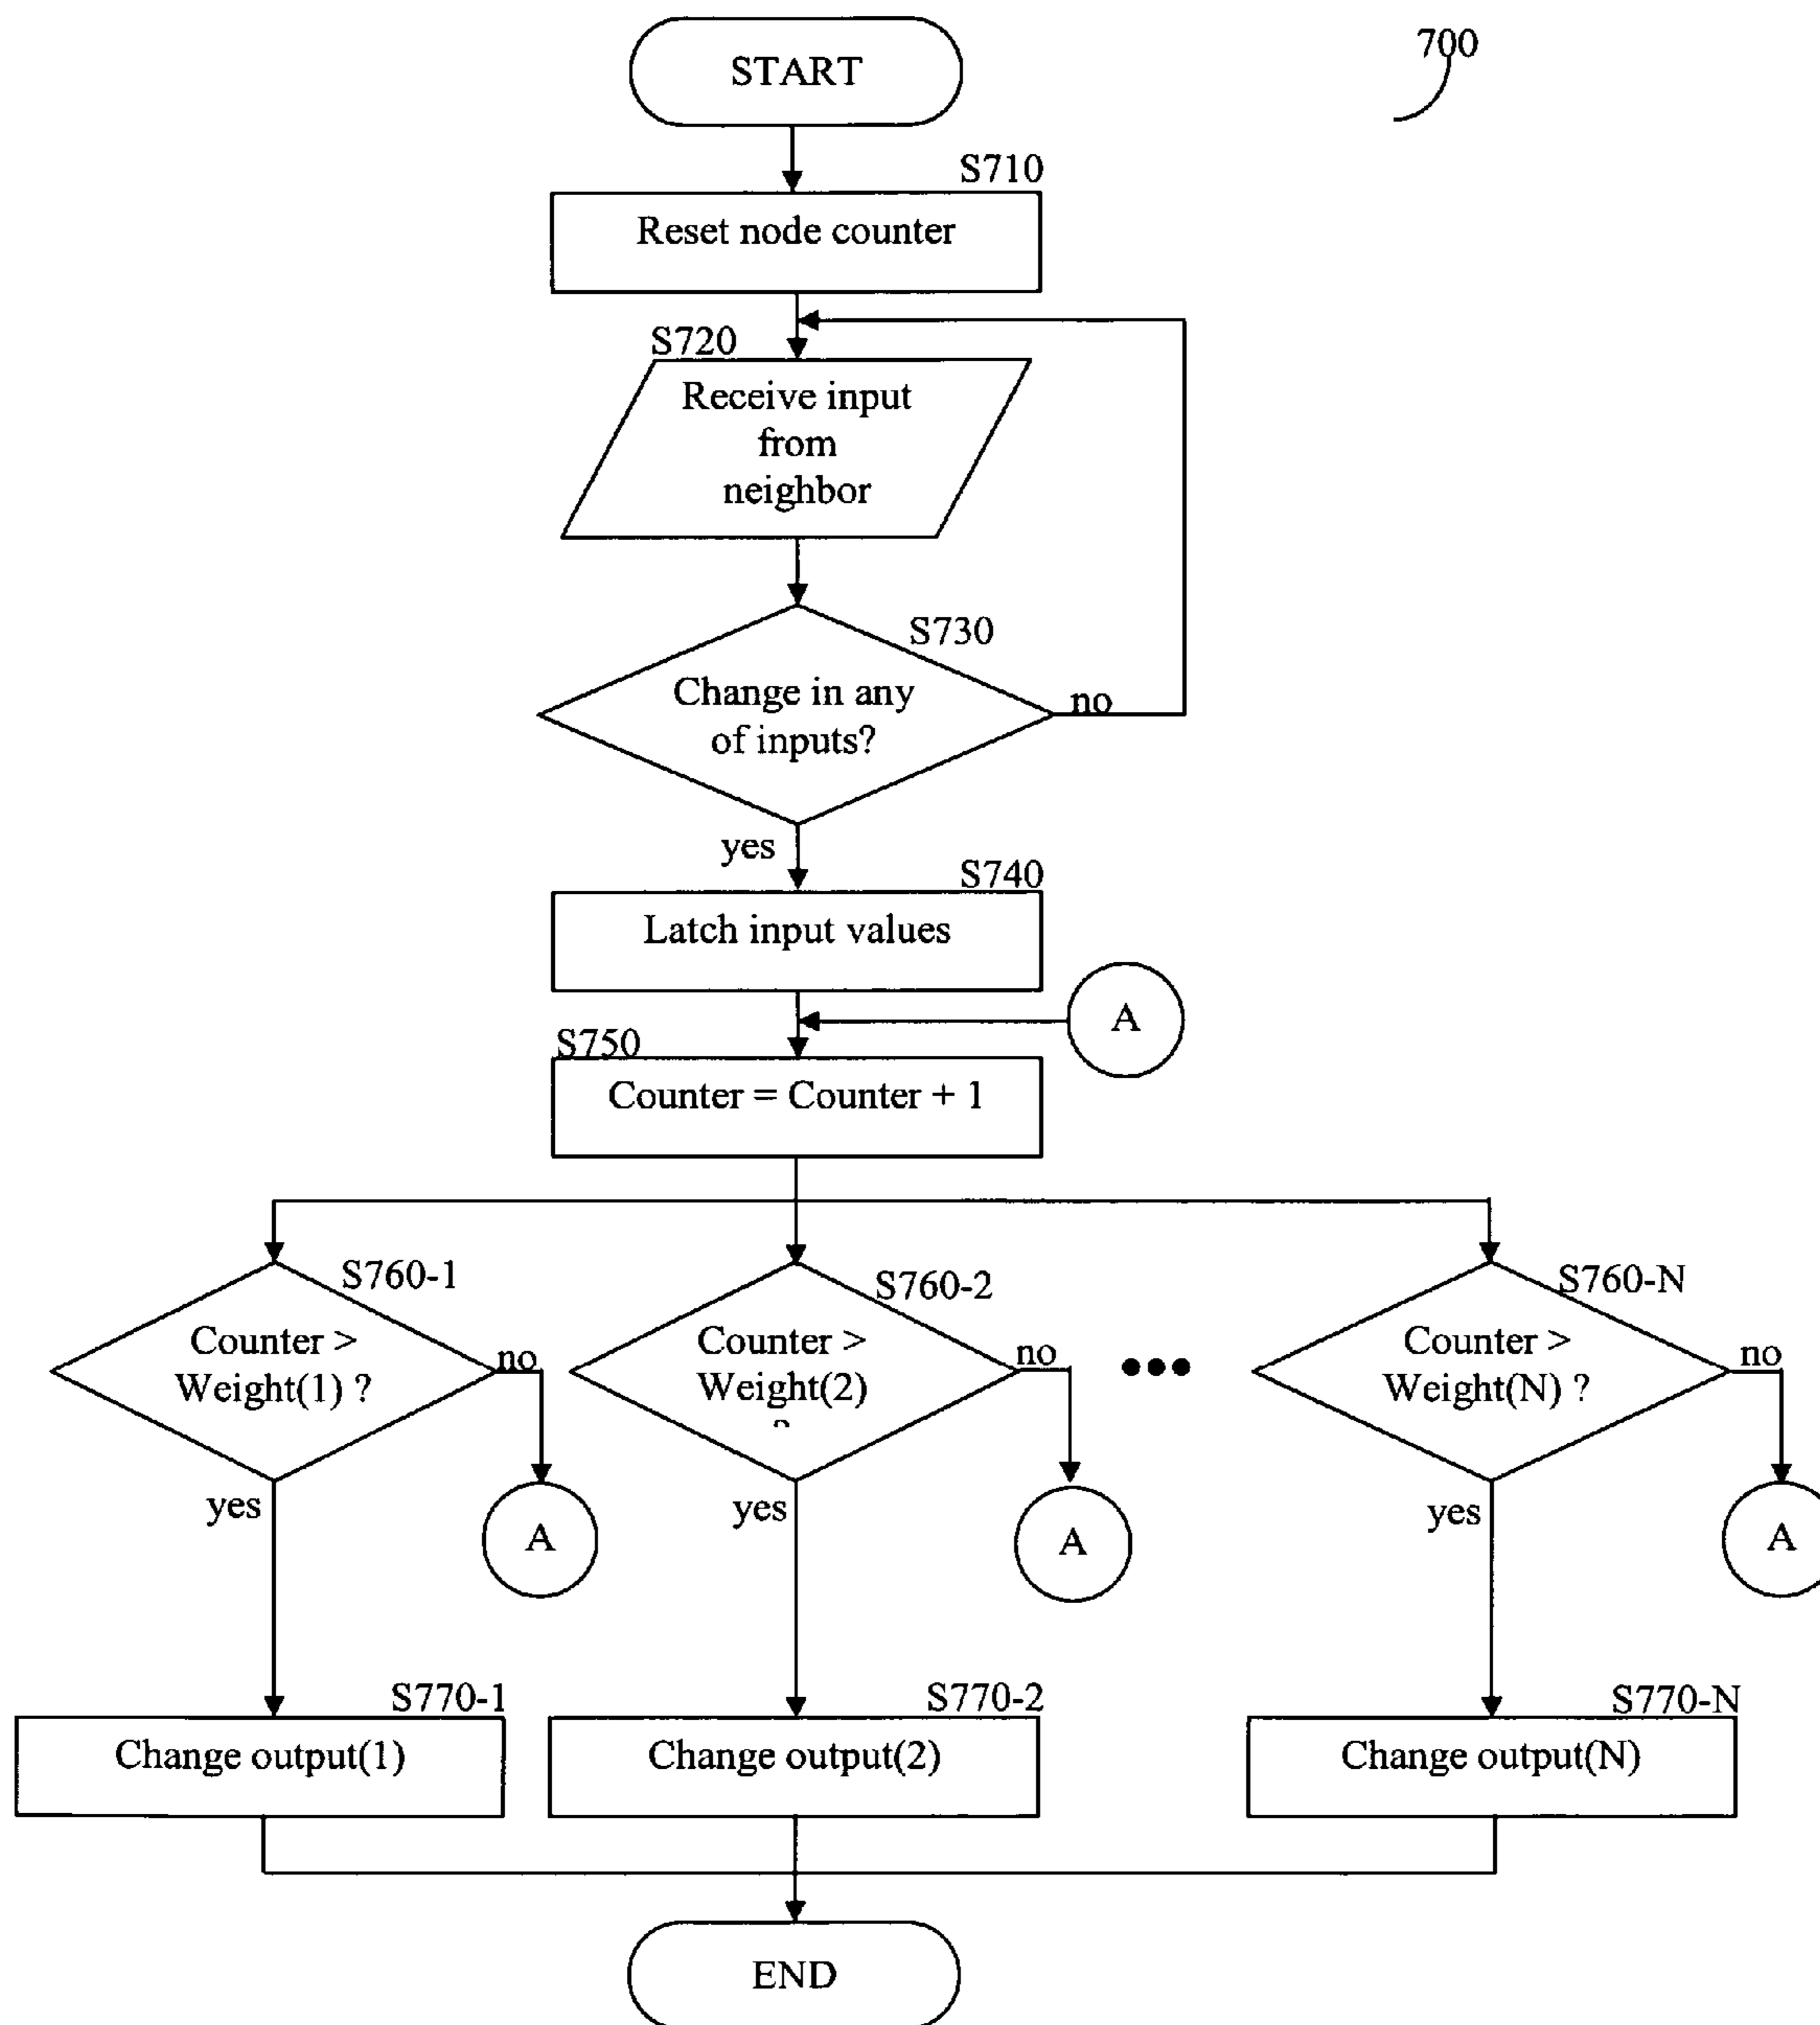 START
700
S710
Reset node counter
S720
Receive input
from
neighbor
S730
Change in any
of inputs?
no
yes
S740
Latch input values
A
S750
Counter = Counter + 1
S760-1
Counter >
Weight(1) ?
no
A
yes
S760-2
Counter >
Weight(2)
no
A
yes
S760-N
Counter >
Weight(N) ?
no
A
yes
S770-1
Change output(1)
S770-2
Change output(2)
S770-N
Change output(N)
END